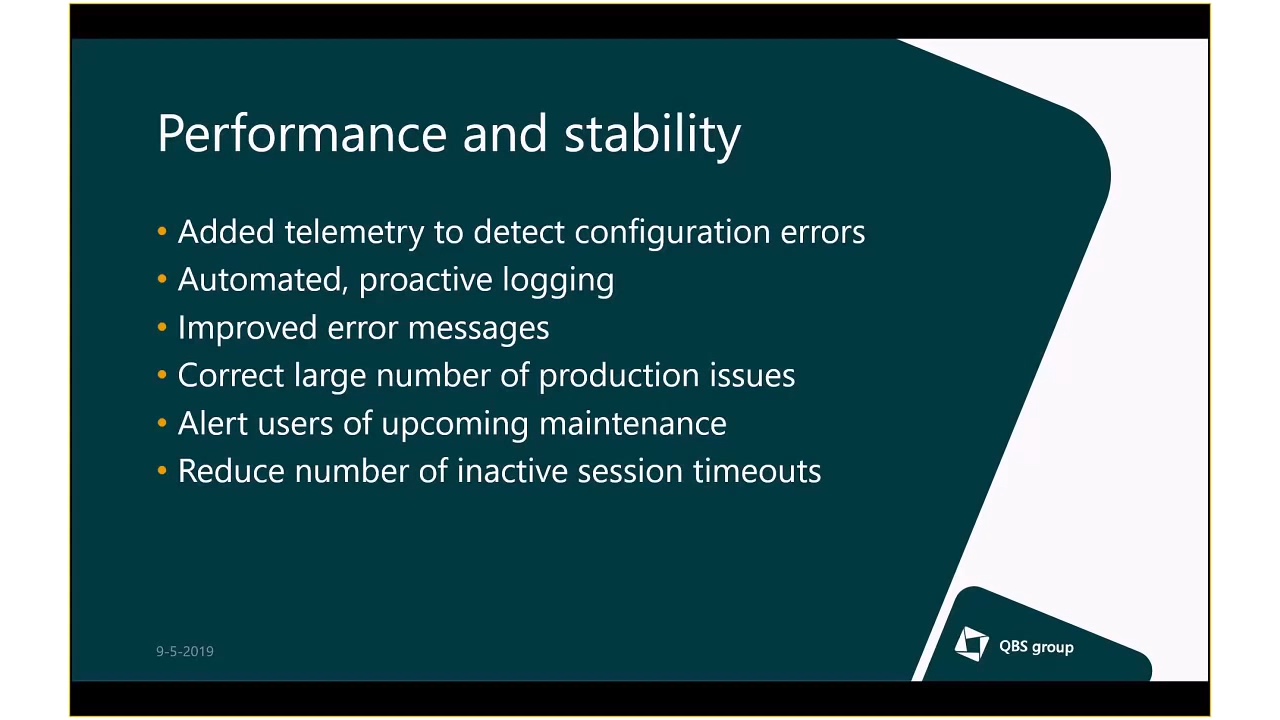 Performance and stability
• Added telemetry to detect configuration errors
• Automated, proactive logging
• Improved error messages
• Correct large number of production issues
• Alert users of upcoming maintenance
• Reduce number of inactive session timeouts
9-5-2019
QBS group